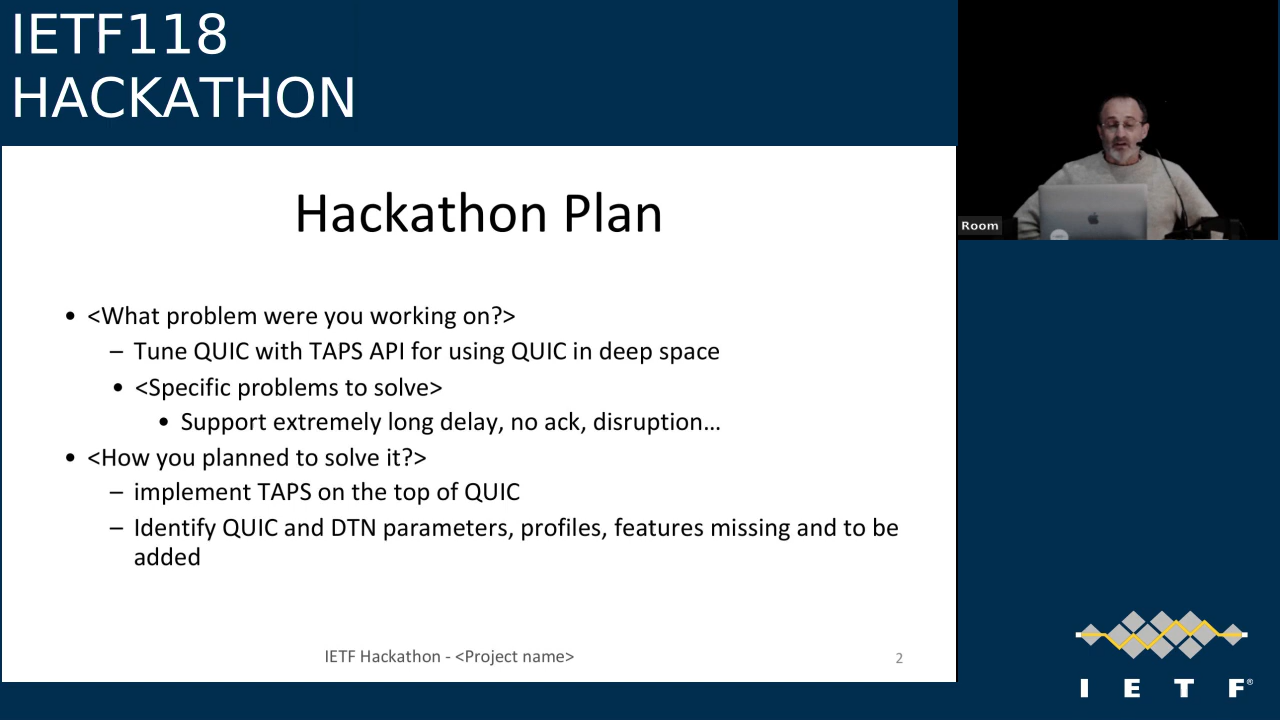 IETF118
HACKATHON
Hackathon Plan
• <What problem were you working on?>
– Tune QUIC with TAPS API for using QUIC in deep space
• <Specific problems to solve>
• Support extremely long delay, no ack, disruption…
• <How you planned to solve it?>
– implement TAPS on the top of QUIC
– Identify QUIC and DTN parameters, profiles, features missing and to be
added
IETF Hackathon - <Project name>
2
Room
I E T F®